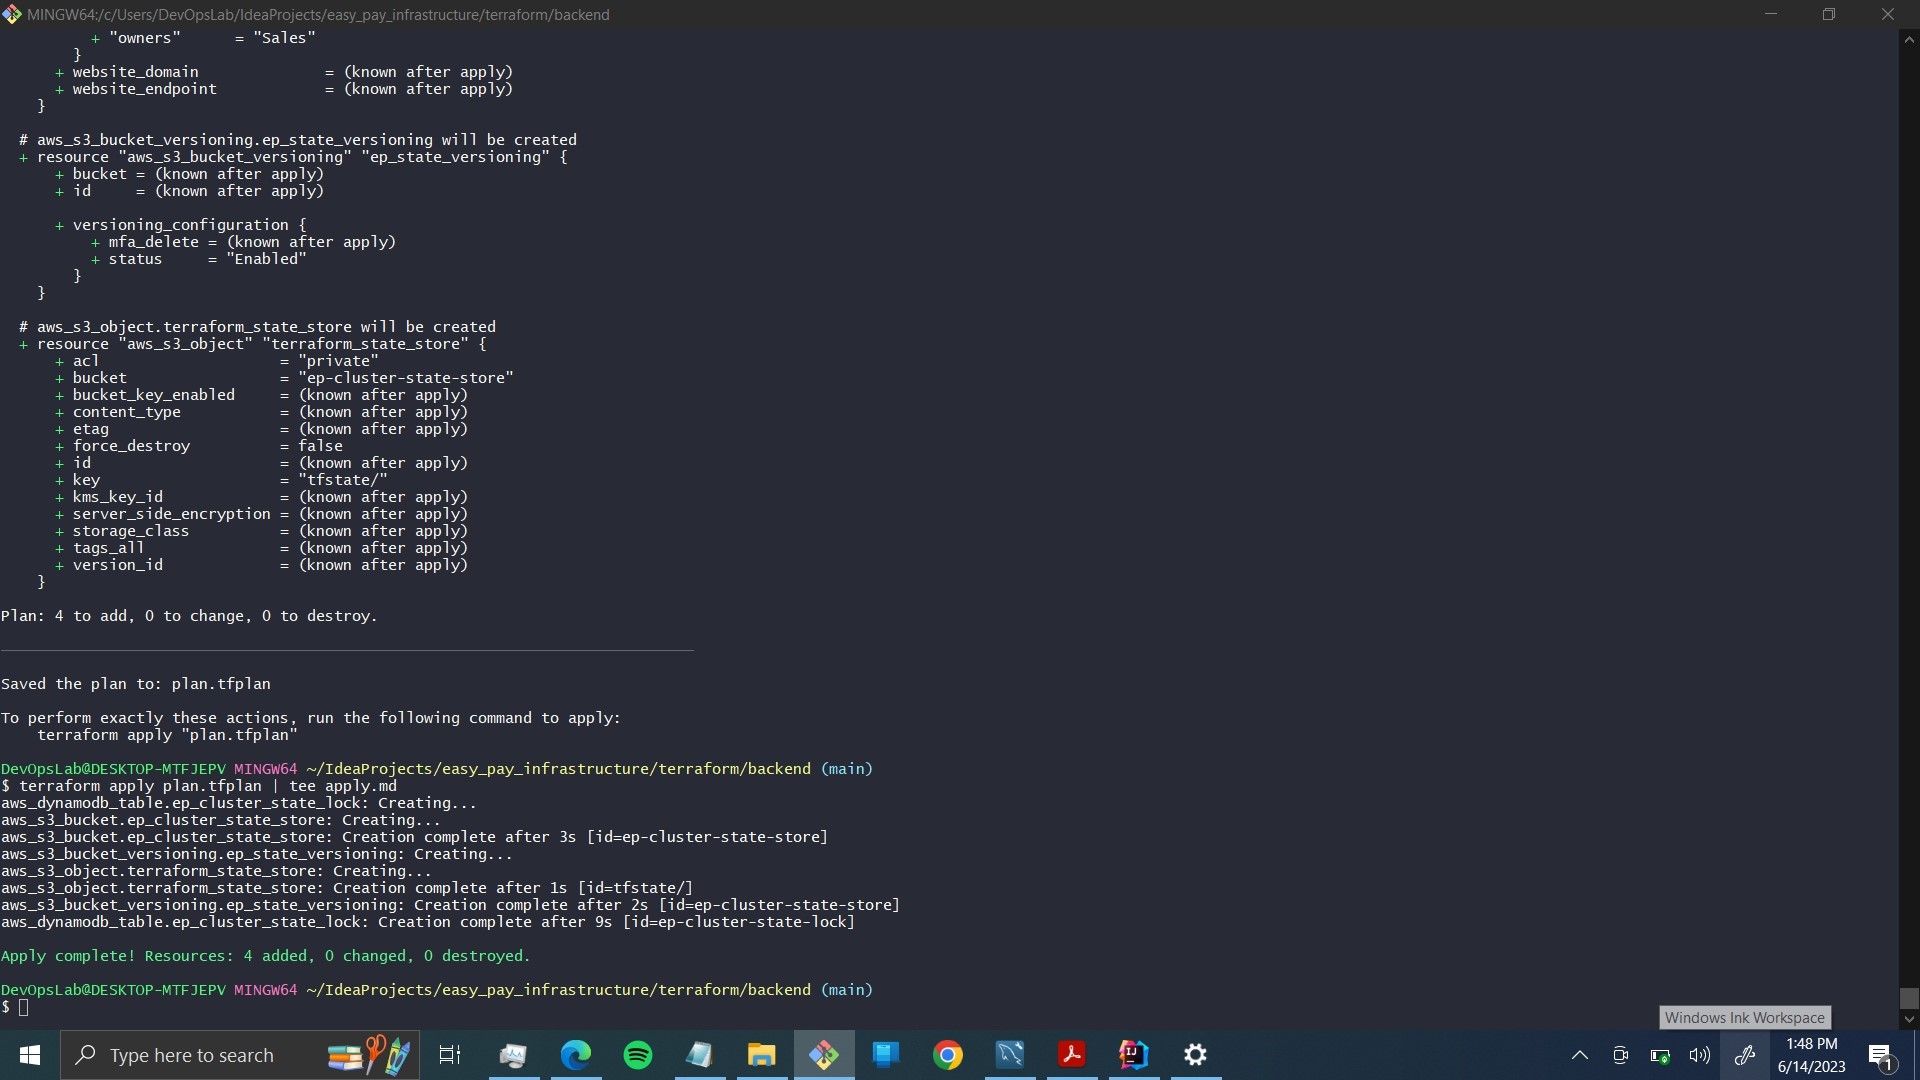 MINGW64:/c/Users/DevOpsLab/IdeaProjects/easy_pay_infrastructure/terraform/backend
          + "owners"      = "Sales"
        }
      + website_domain              = (known after apply)
      + website_endpoint            = (known after apply)
    }
  # aws_s3_bucket_versioning.ep_state_versioning will be created
  + resource "aws_s3_bucket_versioning" "ep_state_versioning" {
      + bucket = (known after apply)
      + id     = (known after apply)
      + versioning_configuration {
          + mfa_delete = (known after apply)
          + status     = "Enabled"
        }
    }
  # aws_s3_object.terraform_state_store will be created
  + resource "aws_s3_object" "terraform_state_store" {
      + acl                    = "private"
      + bucket                 = "ep-cluster-state-store"
      + bucket_key_enabled     = (known after apply)
      + content_type           = (known after apply)
      + etag                   = (known after apply)
      + force_destroy          = false
      + id                     = (known after apply)
      + key                    = "tfstate/"
      + kms_key_id             = (known after apply)
      + server_side_encryption = (known after apply)
      + storage_class          = (known after apply)
      + tags_all               = (known after apply)
      + version_id             = (known after apply)
    }
Plan: 4 to add, 0 to change, 0 to destroy.
Saved the plan to: plan.tfplan
To perform exactly these actions, run the following command to apply:
    terraform apply "plan.tfplan"
DevOpsLab@DESKTOP-MTFJEPV MINGW64 ~/IdeaProjects/easy_pay_infrastructure/terraform/backend (main)
$ terraform apply plan.tfplan | tee apply.md
aws_dynamodb_table.ep_cluster_state_lock: Creating...
aws_s3_bucket.ep_cluster_state_store: Creating...
aws_s3_bucket.ep_cluster_state_store: Creation complete after 3s [id=ep-cluster-state-store]
aws_s3_bucket_versioning.ep_state_versioning: Creating...
aws_s3_object.terraform_state_store: Creating...
aws_s3_object.terraform_state_store: Creation complete after 1s [id=tfstate/]
aws_s3_bucket_versioning.ep_state_versioning: Creation complete after 2s [id=ep-cluster-state-store]
aws_dynamodb_table.ep_cluster_state_lock: Creation complete after 9s [id=ep-cluster-state-lock]
Apply complete! Resources: 4 added, 0 changed, 0 destroyed.
DevOpsLab@DESKTOP-MTFJEPV MINGW64 ~/IdeaProjects/easy_pay_infrastructure/terraform/backend (main)
$
Windows Ink Workspace
Type here to search
IJ
1:48 PM
6/14/2023
1